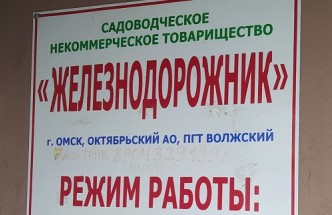 САДОВОДЧЕСКОЕ
НЕКОММЕРЧЕСКОЕ ТОВАРИЩЕСТВО
«ЖЕЛЕЗНОДОРОЖНИК»
г. ОМСК, ОКТЯБРЬСКИЙ АО, ПГТ ВОЛЖСКИЙ
РЕЖИМ РАБОТЫ: